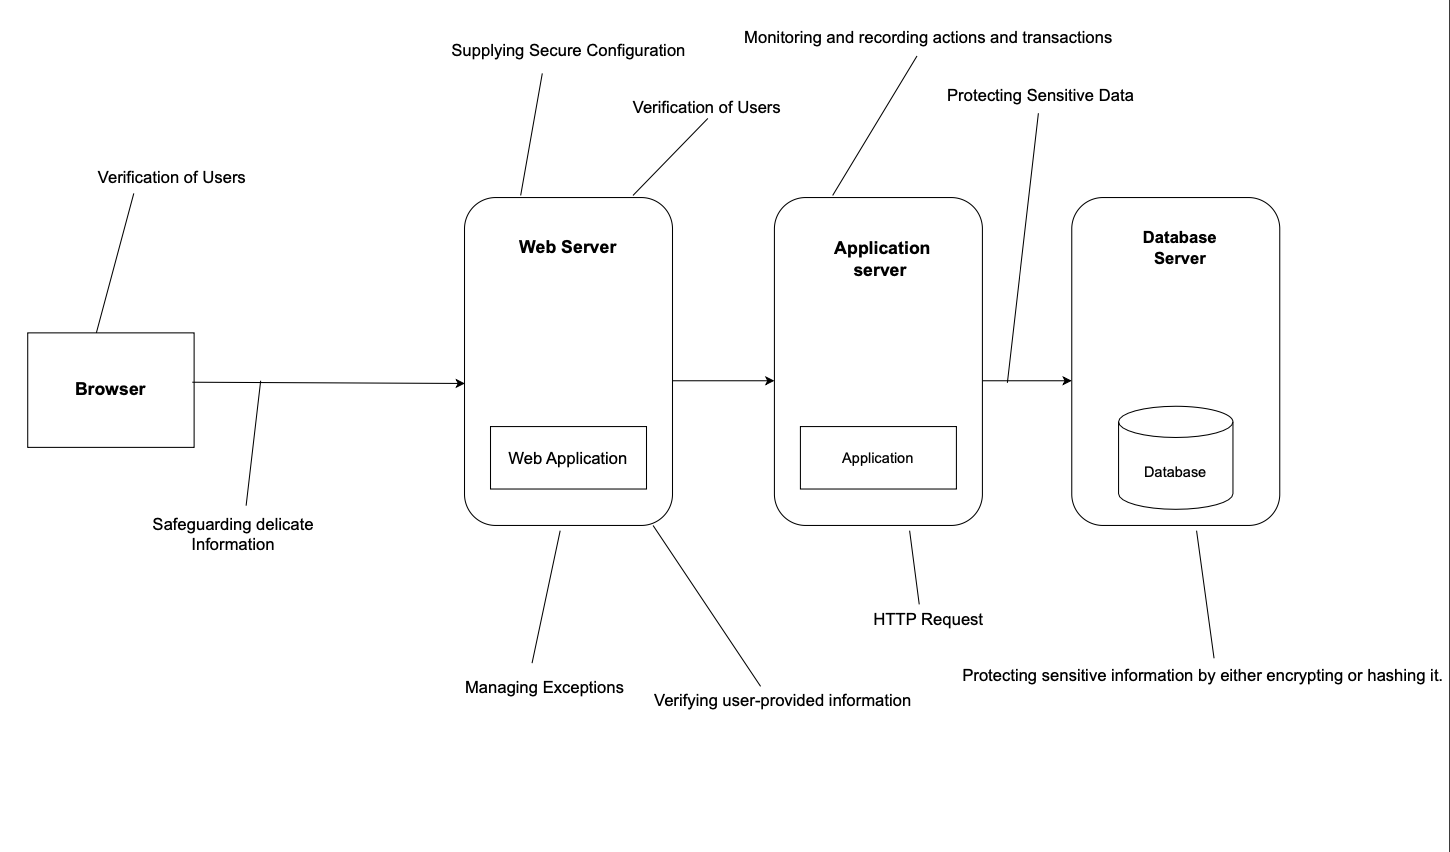 Monitoring and recording actions and transactions
Supplying Secure Configuration
Protecting Sensitive Data
Verification of Users
Verification of Users
Web Server
Application
server
Database
Server
Browser
Web Application
Application
Database
Safeguarding delicate
Information
HTTP Request
Managing Exceptions
Verifying user-provided information
Protecting sensitive information by either encrypting or hashing it.